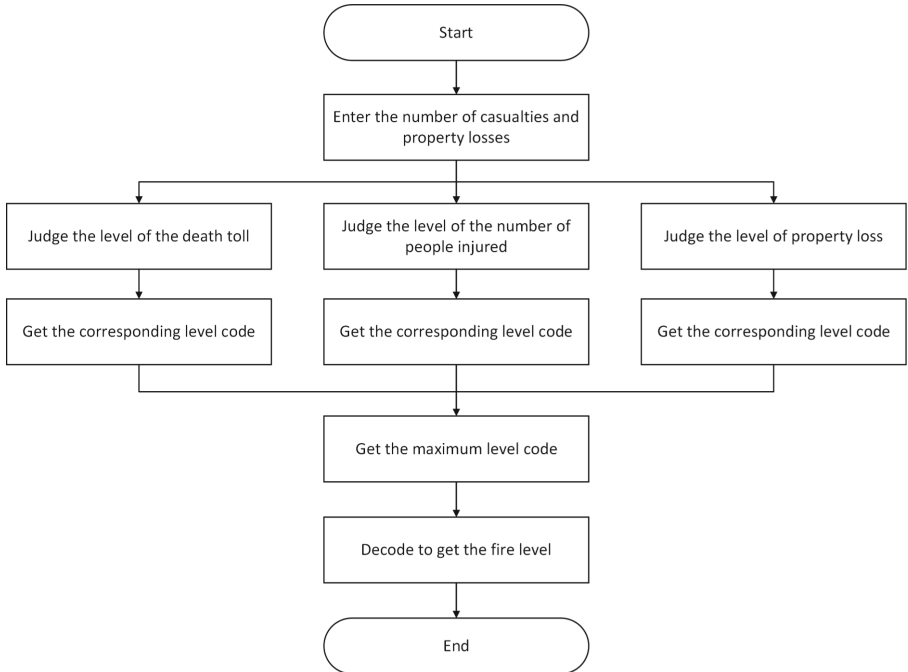 Start
Enter the number of casualties and
property losses
Judge the level of the death toll
Judge the level of the number of
people injured
Judge the level of property loss
Get the corresponding level code
Get the corresponding level code
Get the corresponding level code
Get the maximum level code
Decode to get the fire level
End